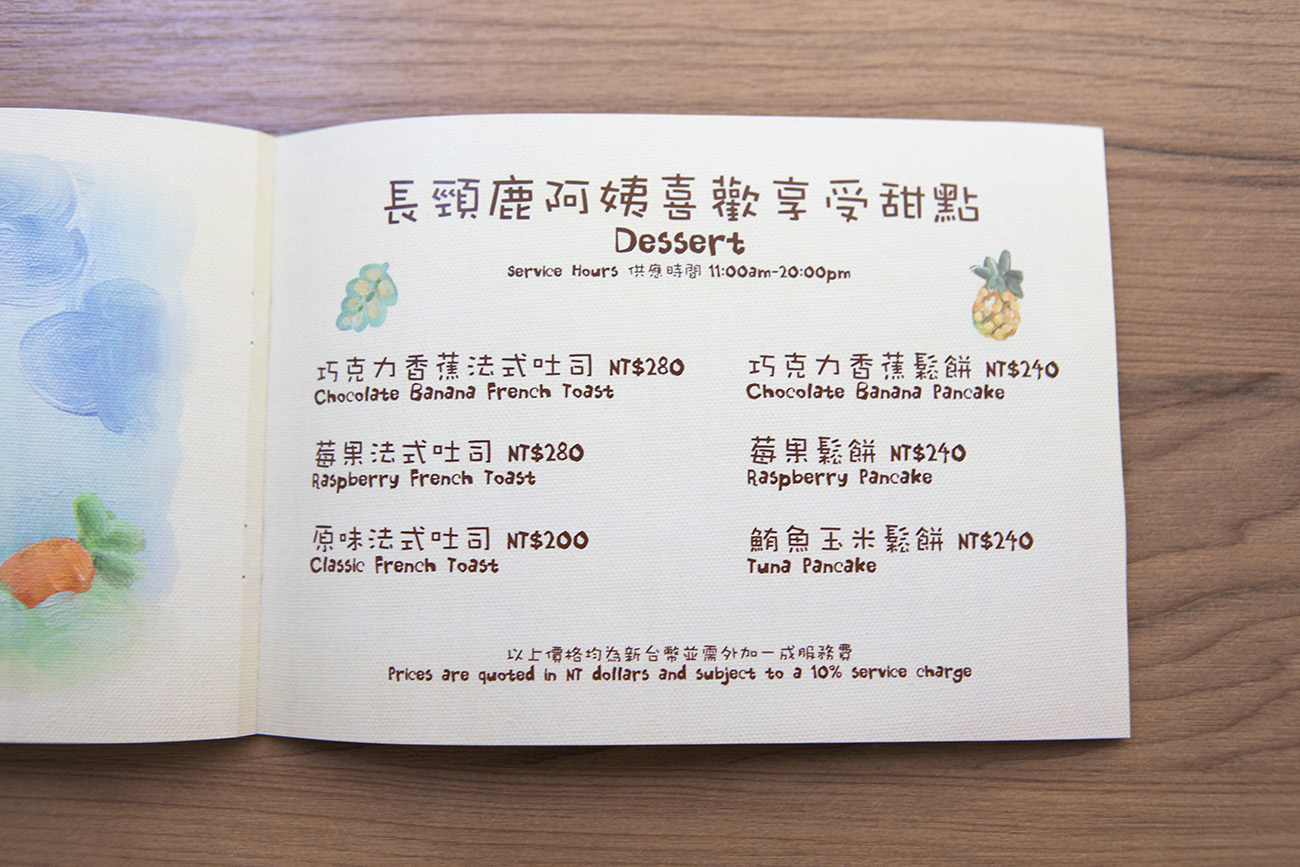 長頸鹿阿姨喜歡享受甜點
Dessert
Service Hours 供應時間 11:00am-20:00pm
巧克力香蕉法式吐司 NT$280
Chocolate Banana French Toast
莓果法式吐司 NT$280
Raspberry French Toast
原味法式吐司 NT$200
Classic French Toast
巧克力香蕉鬆餅 NT$240
Chocolate Banana Pancake
莓果鬆餅 NT$240
Raspberry Pancake
鮪魚玉米鬆餅 NT$240
Tuna Pancake
以上價格均為新台幣並需外加一成服務費
Prices are quoted in NT dollars and subject to a 10% service charge